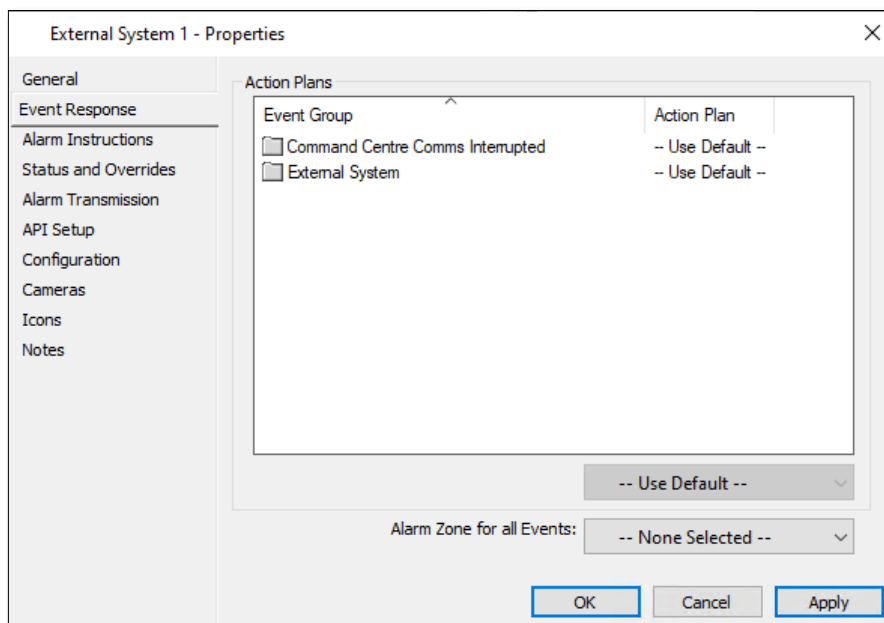 External System 1 - Properties
General
Event Response
Alarm Instructions
Status and Overrides
Alarm Transmission
API Setup
Configuration
Cameras
Icons
Notes
Action Plans
Event Group Action Plan
Command Centre Comms Interrupted -- Use Default --
External System -- Use Default --
-- Use Default --
Alarm Zone for all Events: -- None Selected --
OK Cancel Apply